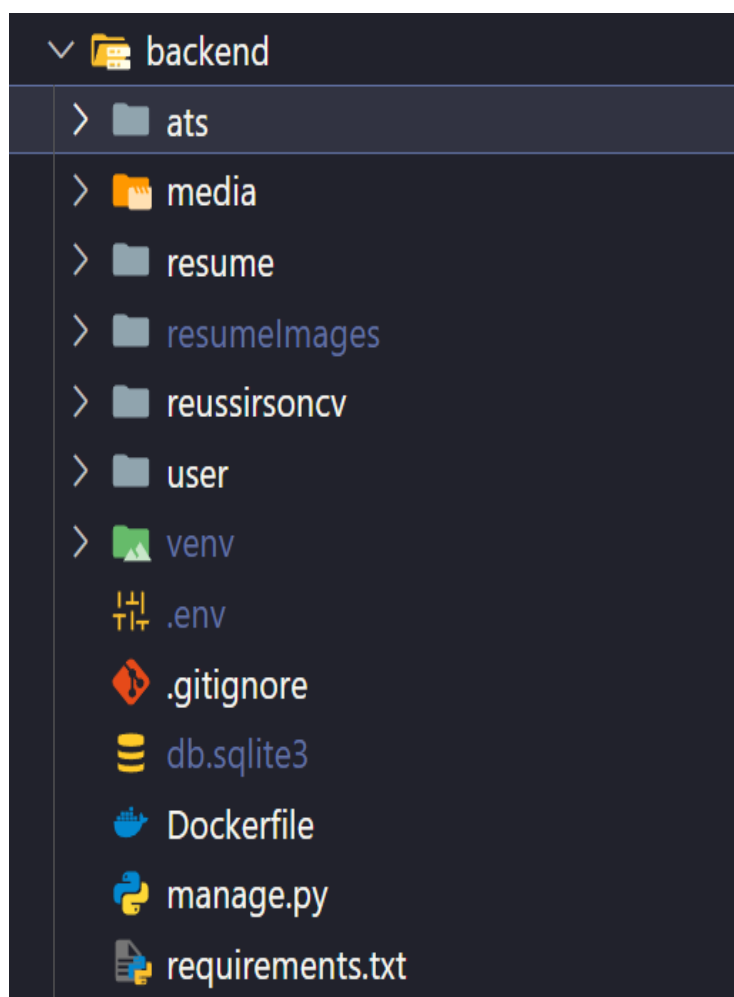 backend
ats
media
resume
resumeImages
reussirsoncv
user
venv
.env
.gitignore
db.sqlite3
Dockerfile
manage.py
requirements.txt